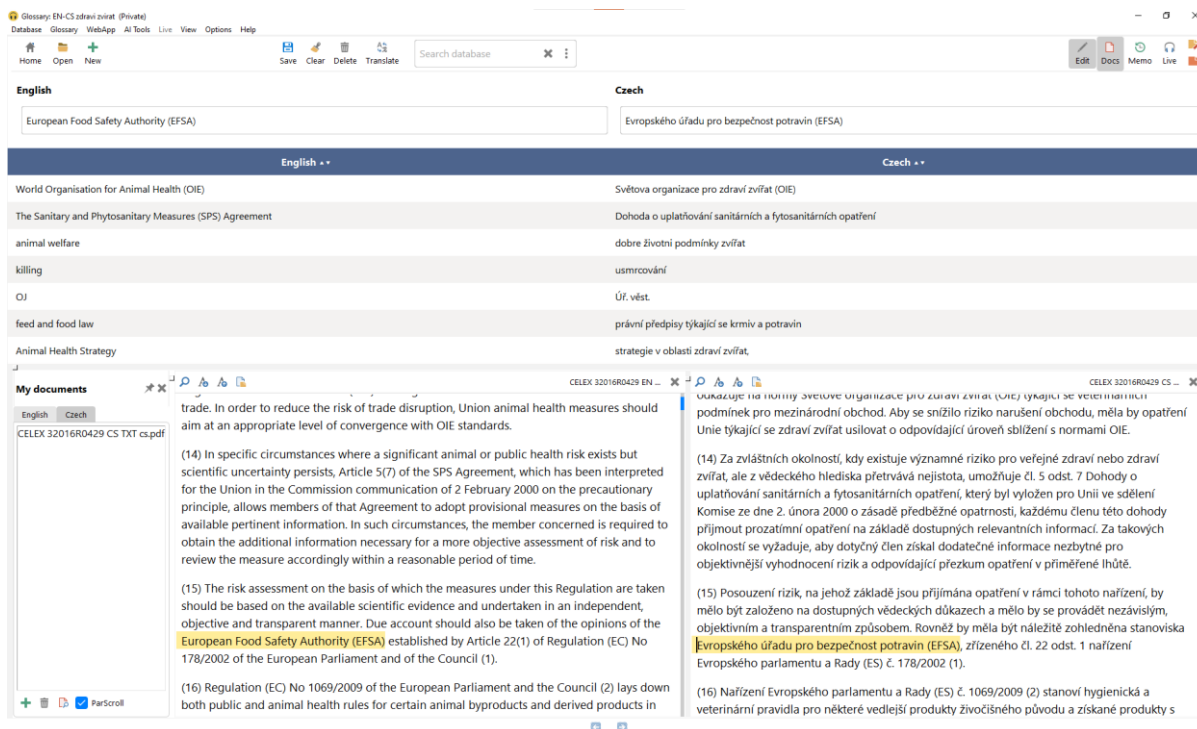 Glossary: EN-CS zdravi zvirat (Private)
Database Glossary WebApp AI Tools Live View Options Help
Home Open New Save Clear Delete Translate Search database Edit Docs Memo Live
English Czech
European Food Safety Authority (EFSA) Evropského úřadu pro bezpečnost potravin (EFSA)
English Czech
World Organisation for Animal Health (OIE) Světova organizace pro zdraví zvířat (OIE)
The Sanitary and Phytosanitary Measures (SPS) Agreement Dohoda o uplatňování sanitárních a fytosanitárních opatření
animal welfare dobre životni podmínky zvířat
killing usmrcování
OJ Úř. věst.
feed and food law právní předpisy týkající se krmiv a potravin
Animal Health Strategy strategie v oblasti zdraví zvířat,
My documents
English Czech
CELEX 32016R0429 CS TXT cs.pdf
ParScroll
CELEX 32016R0429 EN ...
trade. In order to reduce the risk of trade disruption, Union animal health measures should
aim at an appropriate level of convergence with OIE standards.
(14) In specific circumstances where a significant animal or public health risk exists but
scientific uncertainty persists, Article 5(7) of the SPS Agreement, which has been interpreted
for the Union in the Commission communication of 2 February 2000 on the precautionary
principle, allows members of that Agreement to adopt provisional measures on the basis of
available pertinent information. In such circumstances, the member concerned is required to
obtain the additional information necessary for a more objective assessment of risk and to
review the measure accordingly within a reasonable period of time.
(15) The risk assessment on the basis of which the measures under this Regulation are taken
should be based on the available scientific evidence and undertaken in an independent,
objective and transparent manner. Due account should also be taken of the opinions of the
European Food Safety Authority (EFSA) established by Article 22(1) of Regulation (EC) No
178/2002 of the European Parliament and of the Council (1).
(16) Regulation (EC) No 1069/2009 of the European Parliament and the Council (2) lays down
both public and animal health rules for certain animal byproducts and derived products in
CELEX 32016R0429 CS ...
odkazuje na normy Světové organizace pro zdraví zvířat (OIE) týkající se veterinárních
podmínek pro mezinárodní obchod. Aby se snížilo riziko narušení obchodu, měla by opatření
Unie týkající se zdraví zvířat usilovat o odpovídající úroveň sblížení s normami OIE.
(14) Za zvláštních okolností, kdy existuje významné riziko pro veřejné zdraví nebo zdraví
zvířat, ale z vědeckého hlediska přetrvává nejistota, umožňuje čl. 5 odst. 7 Dohody o
uplatňování sanitárních a fytosanitárních opatření, který byl vyložen pro Unii ve sdělení
Komise ze dne 2. února 2000 o zásadě předběžné opatrnosti, každému členu této dohody
přijmout prozatímní opatření na základě dostupných relevantních informací. Za takových
okolností se vyžaduje, aby dotyčný člen získal dodatečné informace nezbytné pro
objektivnější vyhodnocení rizik a odpovídající přezkum opatření v přiměřené lhůtě.
(15) Posouzení rizik, na jehož základě jsou přijímána opatření v rámci tohoto nařízení, by
mělo být založeno na dostupných vědeckých důkazech a mělo by se provádět nezávislým,
objektivním a transparentním způsobem. Rovněž by měla být náležitě zohledněna stanoviska
Evropského úřadu pro bezpečnost potravin (EFSA), zřízeného čl. 22 odst. 1 nařízení
Evropského parlamentu a Rady (ES) č. 178/2002 (1).
(16) Nařízení Evropského parlamentu a Rady (ES) č. 1069/2009 (2) stanoví hygienická a
veterinární pravidla pro některé vedlejší produkty živočišného původu a získané produkty s